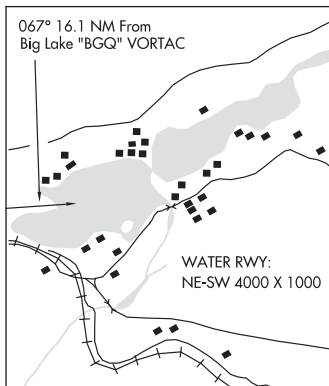 067° 16.1 NM From
Big Lake "BGQ" VORTAC
WATER RWY:
NE-SW 4000 X 1000